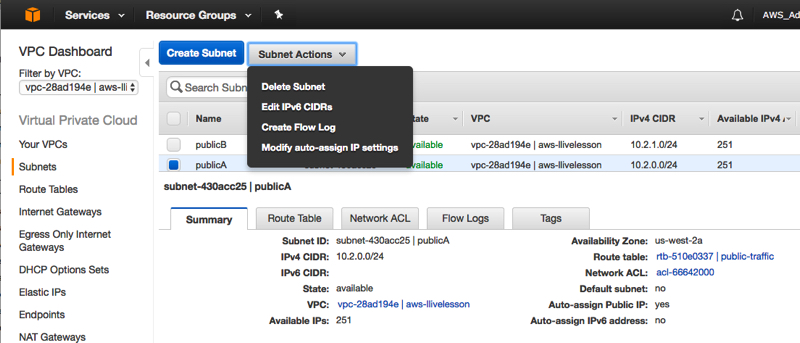 Services Resource Groups AWS_Ad
VPC Dashboard Create Subnet Subnet Actions
Filter by VPC:
vpc-28ad194e | aws-lli Search Subn
Delete Subnet
Edit IPv6 CIDRs
Create Flow Log
Modify auto-assign IP settings
Name State VPC IPv4 CIDR Available IPv4
publicB available vpc-28ad194e | aws-llivelesson 10.2.1.0/24 251
publicA available vpc-28ad194e | aws-llivelesson 10.2.0.0/24 251
Virtual Private Cloud
Your VPCs
Subnets
Route Tables
Internet Gateways
Egress Only Internet
Gateways
DHCP Options Sets
Elastic IPs
Endpoints
NAT Gateways
subnet-430acc25 | publicA
Summary Route Table Network ACL Flow Logs Tags
Subnet ID: subnet-430acc25 | publicA
IPv4 CIDR: 10.2.0.0/24
IPv6 CIDR:
State: available
VPC: vpc-28ad194e | aws-llivelesson
Available IPs: 251
Availability Zone: us-west-2a
Route table: rtb-510e0337 | public-traffic
Network ACL: acl-66642000
Default subnet: no
Auto-assign Public IP: yes
Auto-assign IPv6 address: no